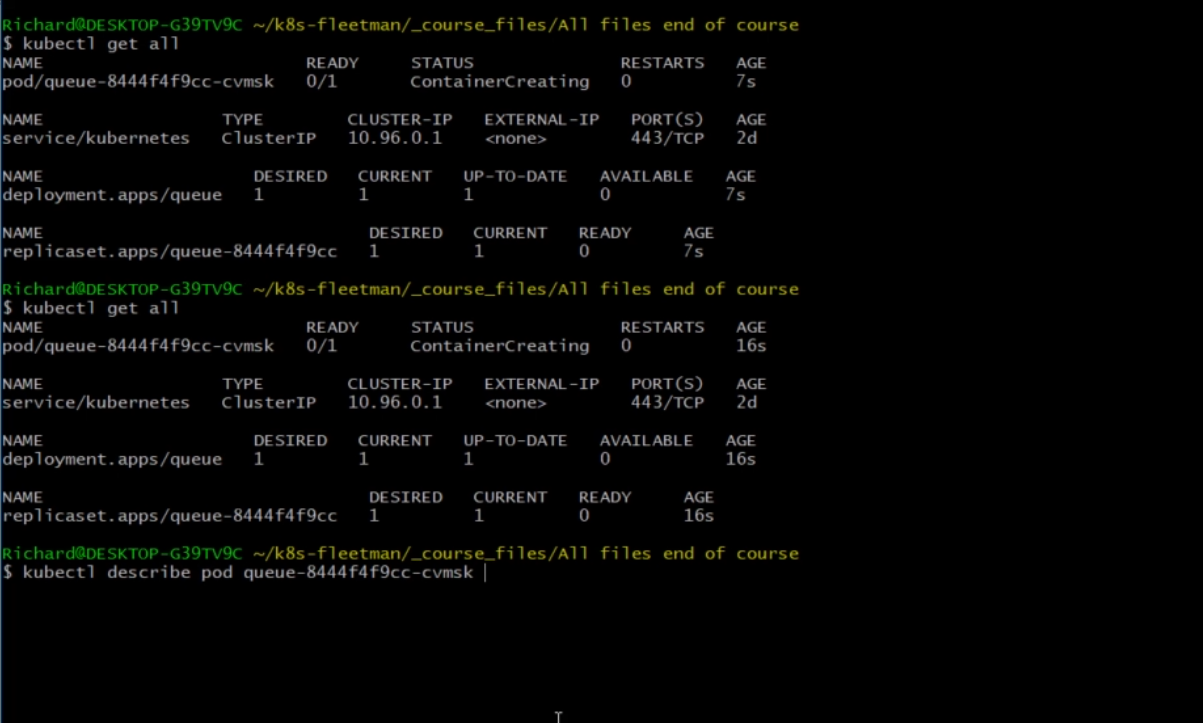 Richard@DESKTOP-G39TV9C ~/k8s-fleetman/_course_files/All files end of course
$ kubectl get all
NAME READY STATUS RESTARTS AGE
pod/queue-8444f4f9cc-cvmsk 0/1 ContainerCreating 0 7s
NAME TYPE CLUSTER-IP EXTERNAL-IP PORT(S) AGE
service/kubernetes ClusterIP 10.96.0.1 <none> 443/TCP 2d
NAME DESIRED CURRENT UP-TO-DATE AVAILABLE AGE
deployment.apps/queue 1 1 1 0 7s
NAME DESIRED CURRENT READY AGE
replicaset.apps/queue-8444f4f9cc 1 1 0 7s
Richard@DESKTOP-G39TV9C ~/k8s-fleetman/_course_files/All files end of course
$ kubectl get all
NAME READY STATUS RESTARTS AGE
pod/queue-8444f4f9cc-cvmsk 0/1 ContainerCreating 0 16s
NAME TYPE CLUSTER-IP EXTERNAL-IP PORT(S) AGE
service/kubernetes ClusterIP 10.96.0.1 <none> 443/TCP 2d
NAME DESIRED CURRENT UP-TO-DATE AVAILABLE AGE
deployment.apps/queue 1 1 1 0 16s
NAME DESIRED CURRENT READY AGE
replicaset.apps/queue-8444f4f9cc 1 1 0 16s
Richard@DESKTOP-G39TV9C ~/k8s-fleetman/_course_files/All files end of course
$ kubectl describe pod queue-8444f4f9cc-cvmsk